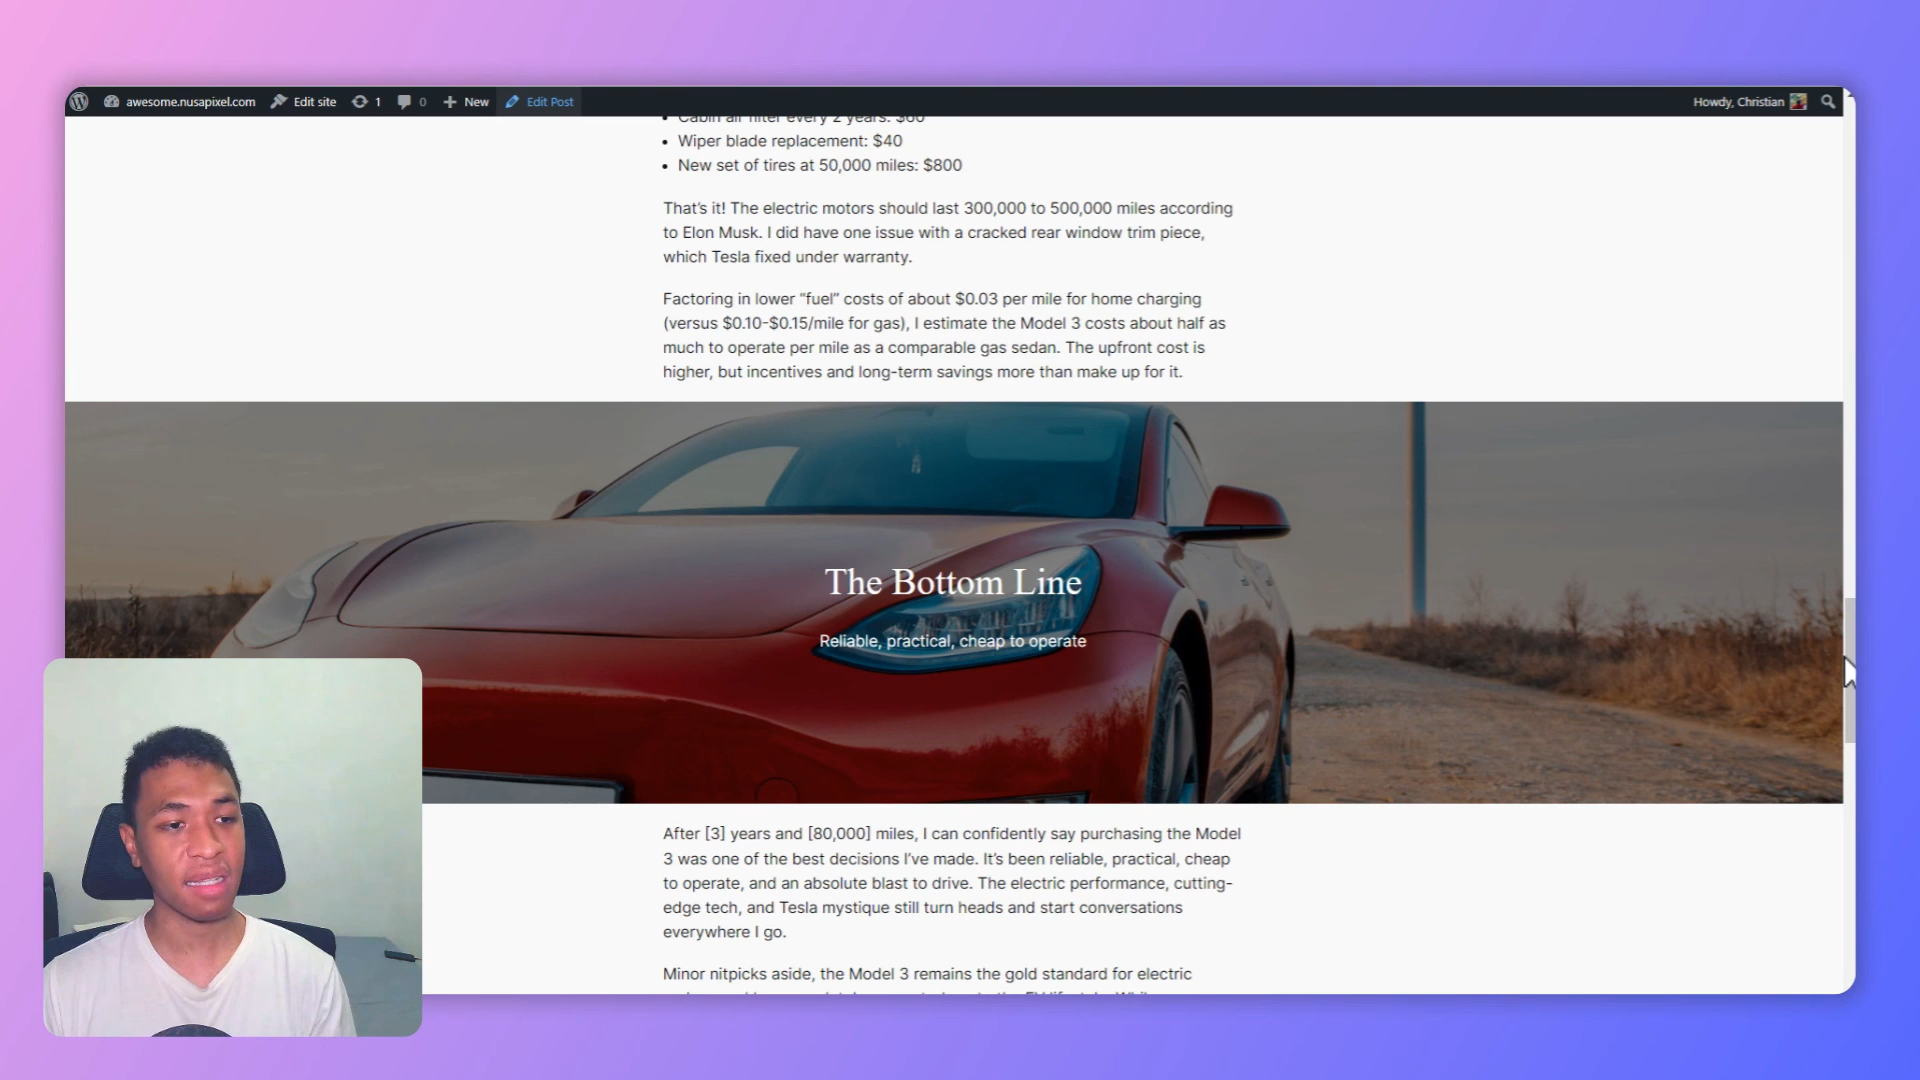 awesome.nusapixel.com Edit site 1 0 New Edit Post Howdy, Christian
Cabin air filter every 2 years: $60
Wiper blade replacement: $40
New set of tires at 50,000 miles: $800
That's it! The electric motors should last 300,000 to 500,000 miles according
to Elon Musk. I did have one issue with a cracked rear window trim piece,
which Tesla fixed under warranty.
Factoring in lower “fuel” costs of about $0.03 per mile for home charging
(versus $0.10-$0.15/mile for gas), I estimate the Model 3 costs about half as
much to operate per mile as a comparable gas sedan. The upfront cost is
higher, but incentives and long-term savings more than make up for it.
The Bottom Line
Reliable, practical, cheap to operate
After [3] years and [80,000] miles, I can confidently say purchasing the Model
3 was one of the best decisions I've made. It's been reliable, practical, cheap
to operate, and an absolute blast to drive. The electric performance, cutting-
edge tech, and Tesla mystique still turn heads and start conversations
everywhere I go.
Minor nitpicks aside, the Model 3 remains the gold standard for electric